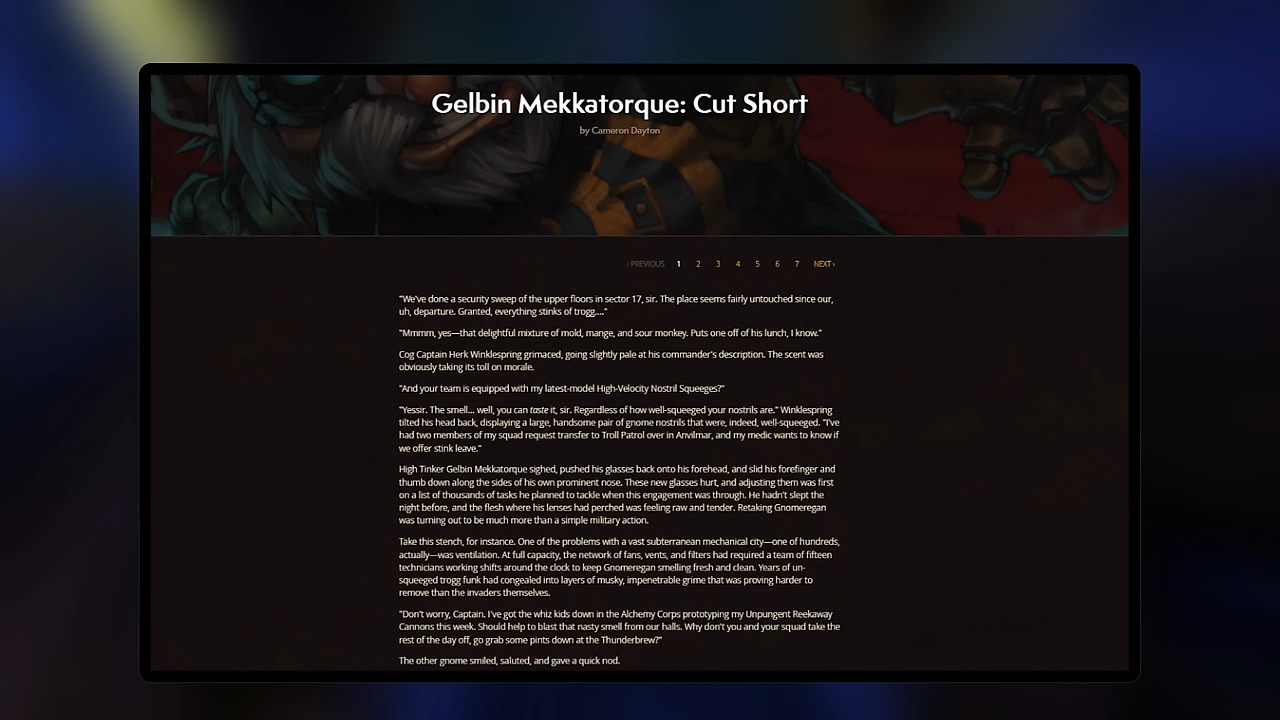 Gelbin Mekkatorque: Cut Short
by Cameron Dayton
‹ PREVIOUS 1 2 3 4 5 6 7 NEXT ›
"We've done a security sweep of the upper floors in sector 17, sir. The place seems fairly untouched since our,
uh, departure. Granted, everything stinks of trogg...."
"Mmmm, yes—that delightful mixture of mold, mange, and sour monkey. Puts one off of his lunch, I know."
Cog Captain Herk Winklespring grimaced, going slightly pale at his commander's description. The scent was
obviously taking its toll on morale.
"And your team is equipped with my latest-model High-Velocity Nostril Squeeges?"
"Yessir. The smell... well, you can taste it, sir. Regardless of how well-squeeged your nostrils are." Winklespring
tilted his head back, displaying a large, handsome pair of gnome nostrils that were, indeed, well-squeeged. "I've
had two members of my squad request transfer to Troll Patrol over in Anvilmar, and my medic wants to know if
we offer stink leave."
High Tinker Gelbin Mekkatorque sighed, pushed his glasses back onto his forehead, and slid his forefinger and
thumb down along the sides of his own prominent nose. These new glasses hurt, and adjusting them was first
on a list of thousands of tasks he planned to tackle when this engagement was through. He hadn't slept the
night before, and the flesh where his lenses had perched was feeling raw and tender. Retaking Gnomeregan
was turning out to be much more than a simple military action.
Take this stench, for instance. One of the problems with a vast subterranean mechanical city—one of hundreds,
actually—was ventilation. At full capacity, the network of fans, vents, and filters had required a team of fifteen
technicians working shifts around the clock to keep Gnomeregan smelling fresh and clean. Years of un-
squeeged trogg funk had congealed into layers of musky, impenetrable grime that was proving harder to
remove than the invaders themselves.
"Don't worry, Captain. I've got the whiz kids down in the Alchemy Corps prototyping my Unpungent Reekaway
Cannons this week. Should help to blast that nasty smell from our halls. Why don't you and your squad take the
rest of the day off, go grab some pints down at the Thunderbrew?"
The other gnome smiled, saluted, and gave a quick nod.